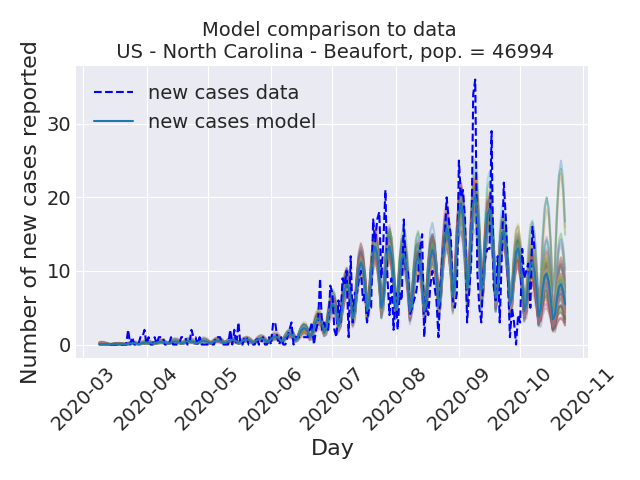 Model comparison to data
US - North Carolina - Beaufort, pop. = 46994
Number of new cases reported
new cases data
new cases model
30
20
10
0
2020-03
2020-04
2020-05
2020-06
2020-07
2020-08
2020-09
2020-10
2020-11
Day